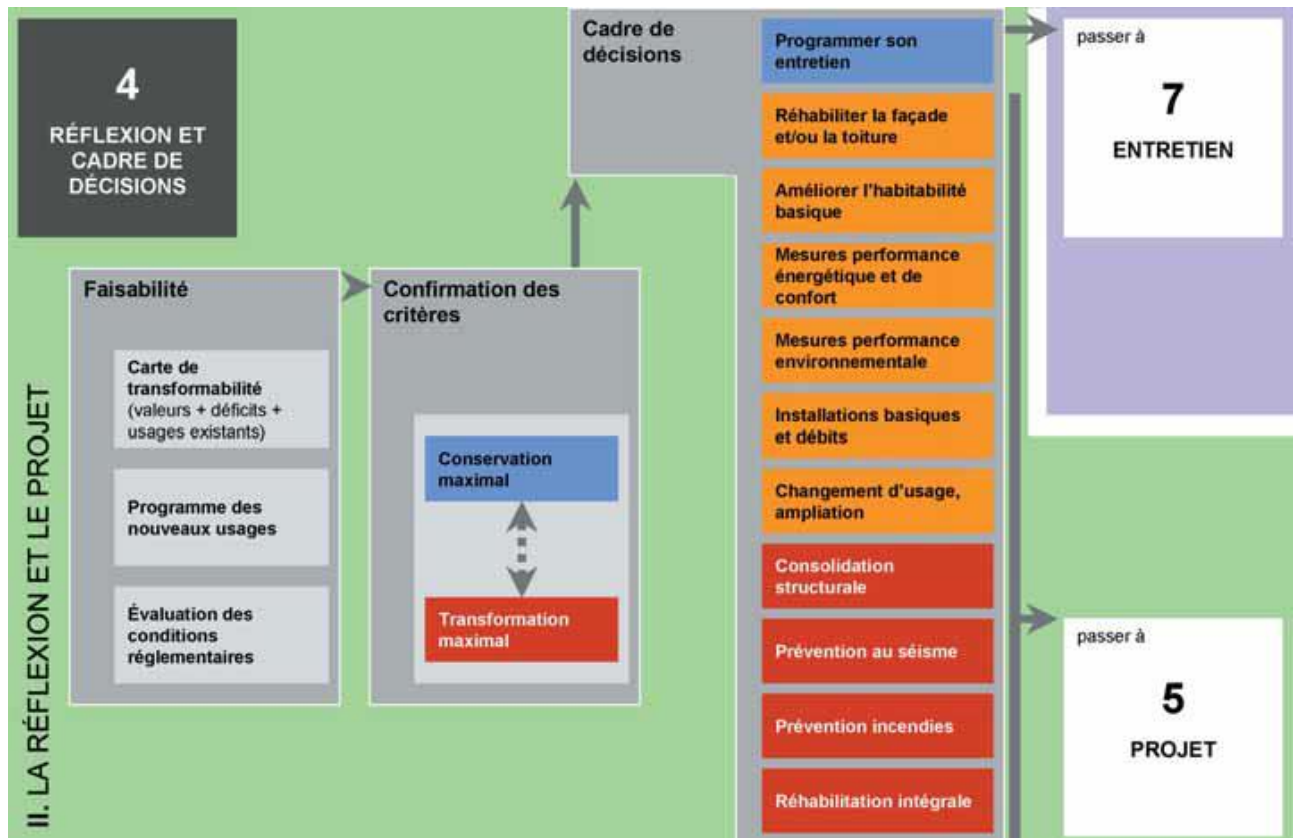 4
RÉFLEXION ET
CADRE DE
DÉCISIONS
II. LA RÉFLEXION ET LE PROJET
Faisabilité
Carte de
transformabilité
(valeurs + déficits +
usages existants)
Programme des
nouveaux usages
Évaluation des
conditions
réglementaires
Confirmation des
critères
Conservation
maximal
Transformation
maximal
Cadre de
décisions
Programmer son
entretien
Réhabiliter la façade
et/ou la toiture
Améliorer l'habitabilité
basique
Mesures performance
énergétique et de
confort
Mesures performance
environnementale
Installations basiques
et débits
Changement d'usage,
ampliation
Consolidation
structurale
Prévention au séisme
Prévention incendies
Réhabilitation intégrale
passer à
7
ENTRETIEN
passer à
5
PROJET